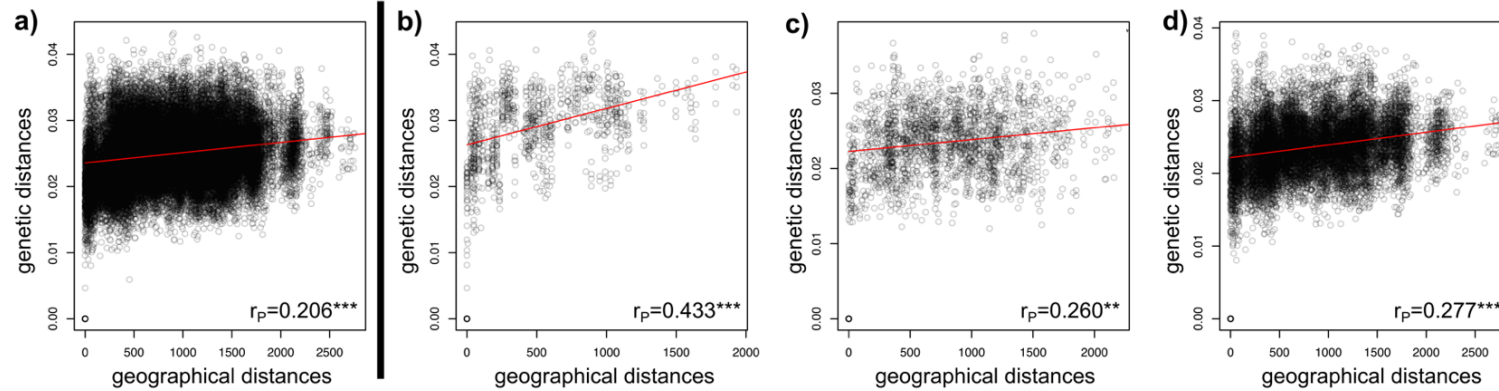 a)
genetic distances
0.00 0.01 0.02 0.03 0.04
0 500 1000 1500 2000 2500
geographical distances
r_P=0.206***
b)
genetic distances
0.00 0.01 0.02 0.03 0.04
0 500 1000 1500 2000
geographical distances
r_P=0.433***
c)
genetic distances
0.00 0.01 0.02 0.03
0 500 1000 1500 2000
geographical distances
r_P=0.260**
d)
genetic distances
0.00 0.01 0.02 0.03 0.04
0 500 1000 1500 2000 2500
geographical distances
r_P=0.277***